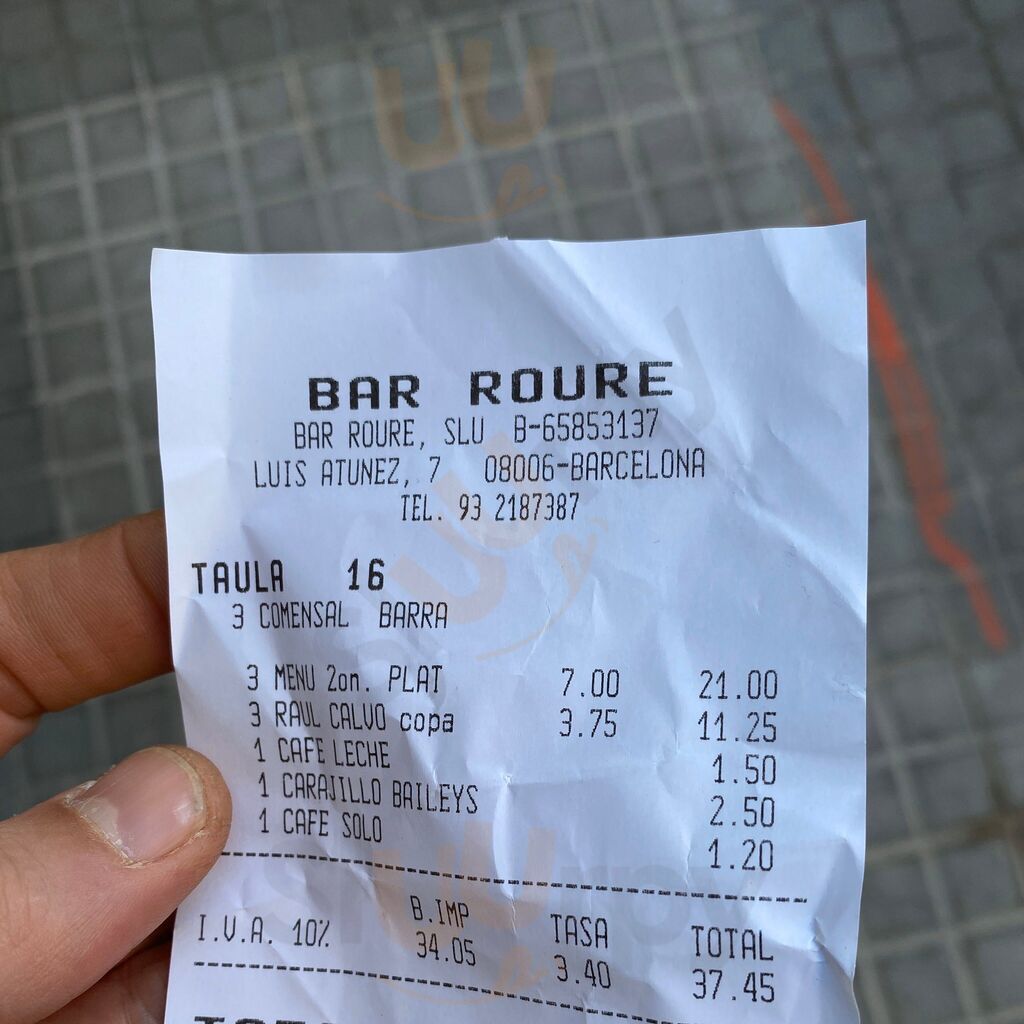 BAR ROURE
BAR ROURE, SLU B-65853137
LUIS ATUNEZ, 7 08006-BARCELONA
TEL. 93 2187387
TAULA 16
3 COMENSAL BARRA
3 MENU 2on. PLAT 7.00 21.00
3 RAUL CALVO copa 3.75 11.25
1 CAFE LECHE 1.50
1 CARAJILLO BAILEYS 2.50
1 CAFE SOLO 1.20
B.IMP TASA TOTAL
I.V.A. 10% 34.05 3.40 37.45